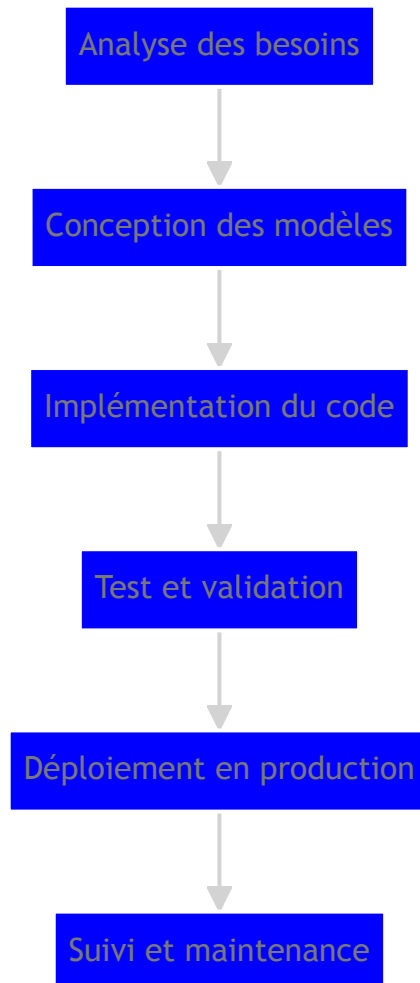 Analyse des besoins
Conception des modèles
Implémentation du code
Test et validation
Déploiement en production
Suivi et maintenance